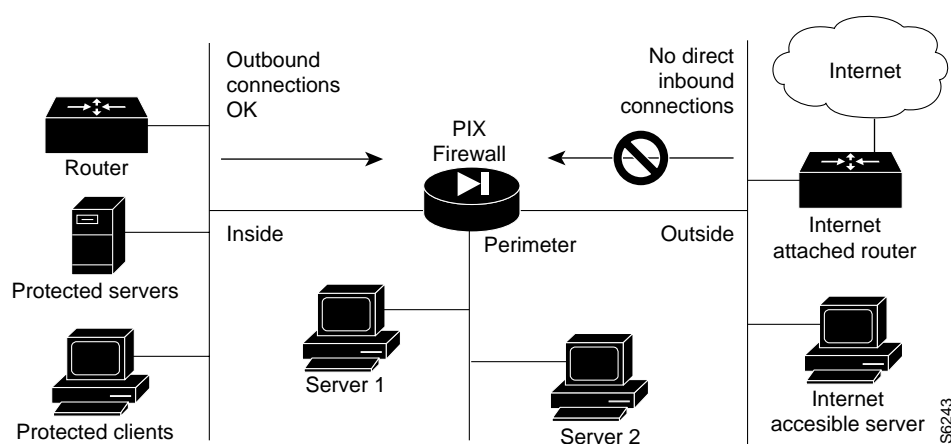 Outbound
connections
OK
No direct
inbound
connections
Internet
PIX
Firewall
Router
Inside
Perimeter
Outside
Internet
attached router
Protected servers
Server 1
Server 2
Protected clients
Internet
accesible server
S6243